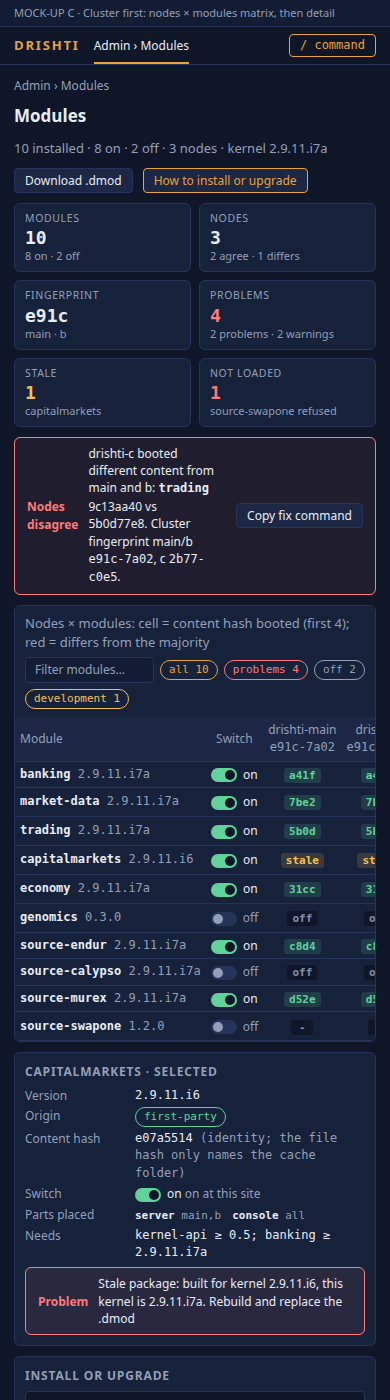 MOCK-UP C · Cluster first: nodes × modules matrix, then detail
DRISHTI Admin › Modules / command
Admin › Modules
Modules
10 installed · 8 on · 2 off · 3 nodes · kernel 2.9.11.i7a
Download .dmod How to install or upgrade
MODULES
10
8 on · 2 off
NODES
3
2 agree · 1 differs
FINGERPRINT
e91c
main · b
PROBLEMS
4
2 problems · 2 warnings
STALE
1
capitalmarkets
NOT LOADED
1
source-swapone refused
Nodes disagree
drishti-c booted
different content from
main and b: trading
9c13aa40 vs
5b0d77e8. Cluster
fingerprint main/b
e91c-7a02, c 2b77-
c0e5.
Copy fix command
Nodes × modules: cell = content hash booted (first 4);
red = differs from the majority
Filter modules... all 10 problems 4 off 2
development 1
Module Switch drishti-main
e91c-7a02
banking 2.9.11.i7a on a41f
market-data 2.9.11.i7a on 7be2
trading 2.9.11.i7a on 5b0d
capitalmarkets 2.9.11.i6 on stale
economy 2.9.11.i7a on 31cc
genomics 0.3.0 off off
source-endur 2.9.11.i7a on c8d4
source-calypso 2.9.11.i7a off off
source-murex 2.9.11.i7a on d52e
source-swapone 1.2.0 off -
CAPITALMARKETS · SELECTED
Version 2.9.11.i6
Origin first-party
Content hash e07a5514 (identity; the file
hash only names the cache
folder)
Switch on on at this site
Parts placed server main,b console all
Needs kernel-api ≥ 0.5; banking ≥
2.9.11.i7a
Problem
Stale package: built for kernel 2.9.11.i6, this
kernel is 2.9.11.i7a. Rebuild and replace the
.dmod
INSTALL OR UPGRADE